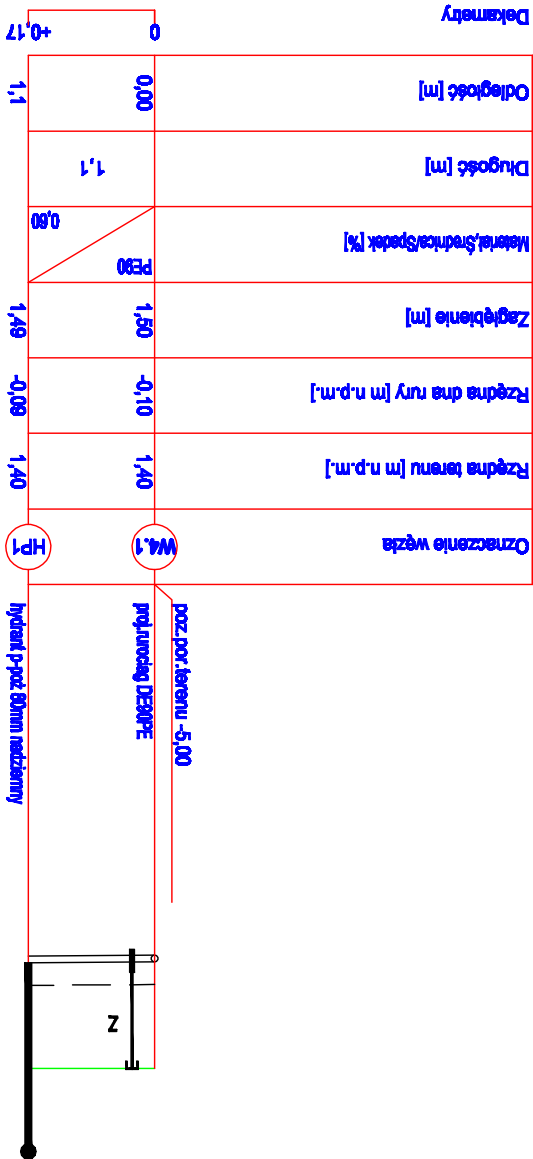 hydrant p-poż 80mm nadziemny
proj.rurociąg DE90PE
poz.por.terenu -5,00
Z
Oznaczenie węzła
W4.1
HP1
Rzędna terenu [m n.p.m.]
1,40
1,40
Rzędna dna rury [m n.p.m.]
-0,10
-0,09
Zagłębienie [m]
1,50
1,49
Materiał,Średnica/Spadek [%]
PE90
0,60
Długość [m]
1,1
Odległość [m]
0,00
1,1
Dekametry
0
+0,17